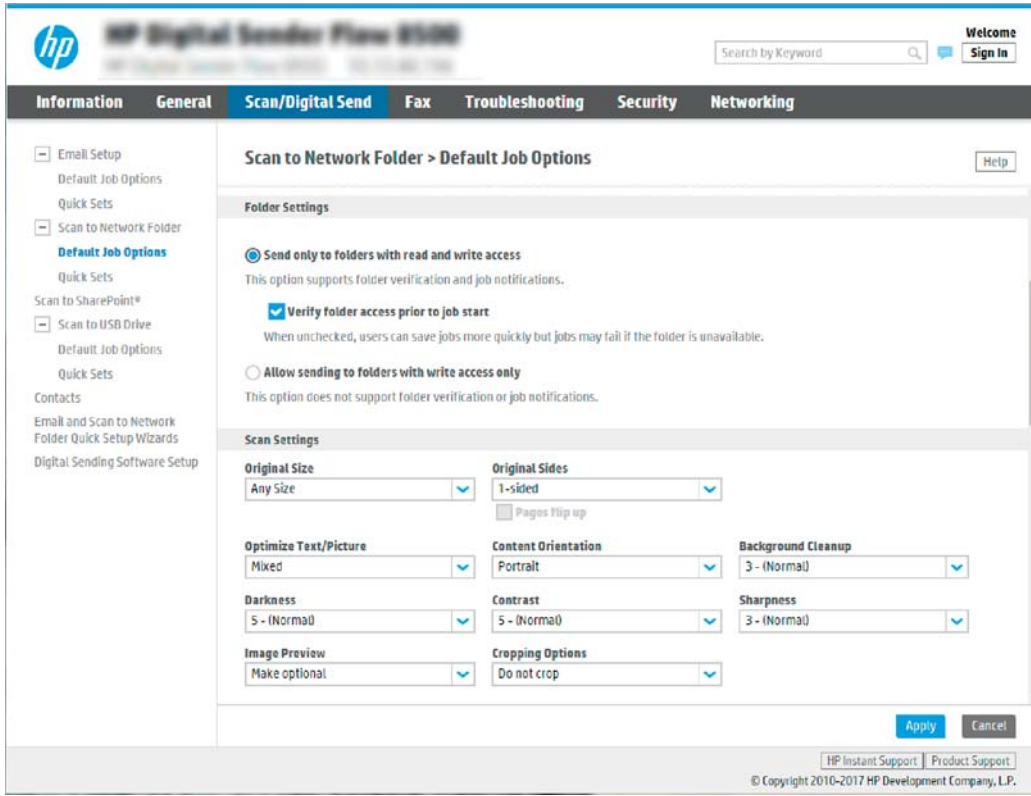 hp
HP Digital Sender Flow 8500
Welcome
Search by Keyword
Sign In
Information General Scan/Digital Send Fax Troubleshooting Security Networking
Email Setup
Default Job Options
Quick Sets
Scan to Network Folder
Default Job Options
Quick Sets
Scan to SharePoint®
Scan to USB Drive
Default Job Options
Quick Sets
Contacts
Email and Scan to Network
Folder Quick Setup Wizards
Digital Sending Software Setup
Scan to Network Folder > Default Job Options
Help
Folder Settings
Send only to folders with read and write access
This option supports folder verification and job notifications.
Verify folder access prior to job start
When unchecked, users can save jobs more quickly but jobs may fail if the folder is unavailable.
Allow sending to folders with write access only
This option does not support folder verification or job notifications.
Scan Settings
Original Size Original Sides
Any Size 1-sided
Pages flip up
Optimize Text/Picture Content Orientation Background Cleanup
Mixed Portrait 3 - (Normal)
Darkness Contrast Sharpness
5 - (Normal) 5 - (Normal) 3 - (Normal)
Image Preview Cropping Options
Make optional Do not crop
Apply Cancel
HP Instant Support Product Support
© Copyright 2010-2017 HP Development Company, L.P.